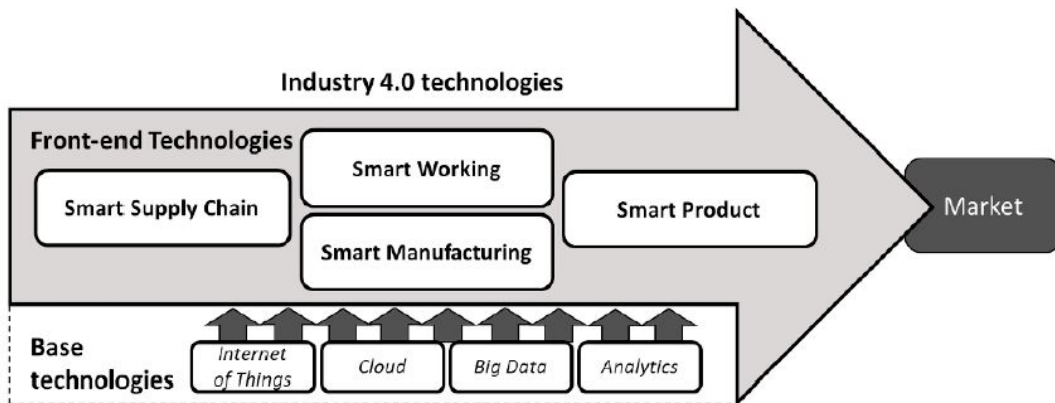 Industry 4.0 technologies
Front-end Technologies
Smart Supply Chain
Smart Working
Smart Manufacturing
Smart Product
Market
Base
technologies
Internet
of Things
Cloud
Big Data
Analytics